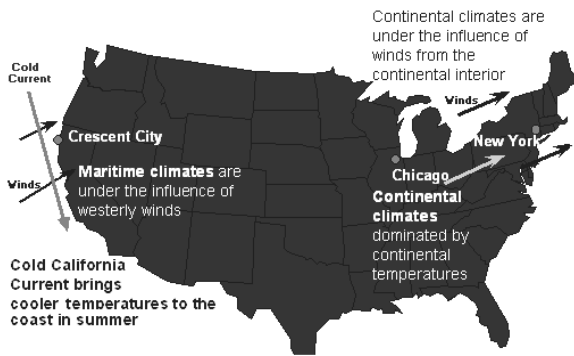 Continental climates are
under the influence of
winds from the
continental interior
Cold
Current
Winds
Crescent City
New York
Maritime climates are
under the influence of
westerly winds
Winds
Chicago
Continental
climates
dominated by
continental
temperatures
Cold California
Current brings
cooler temperatures to the
coast in summer